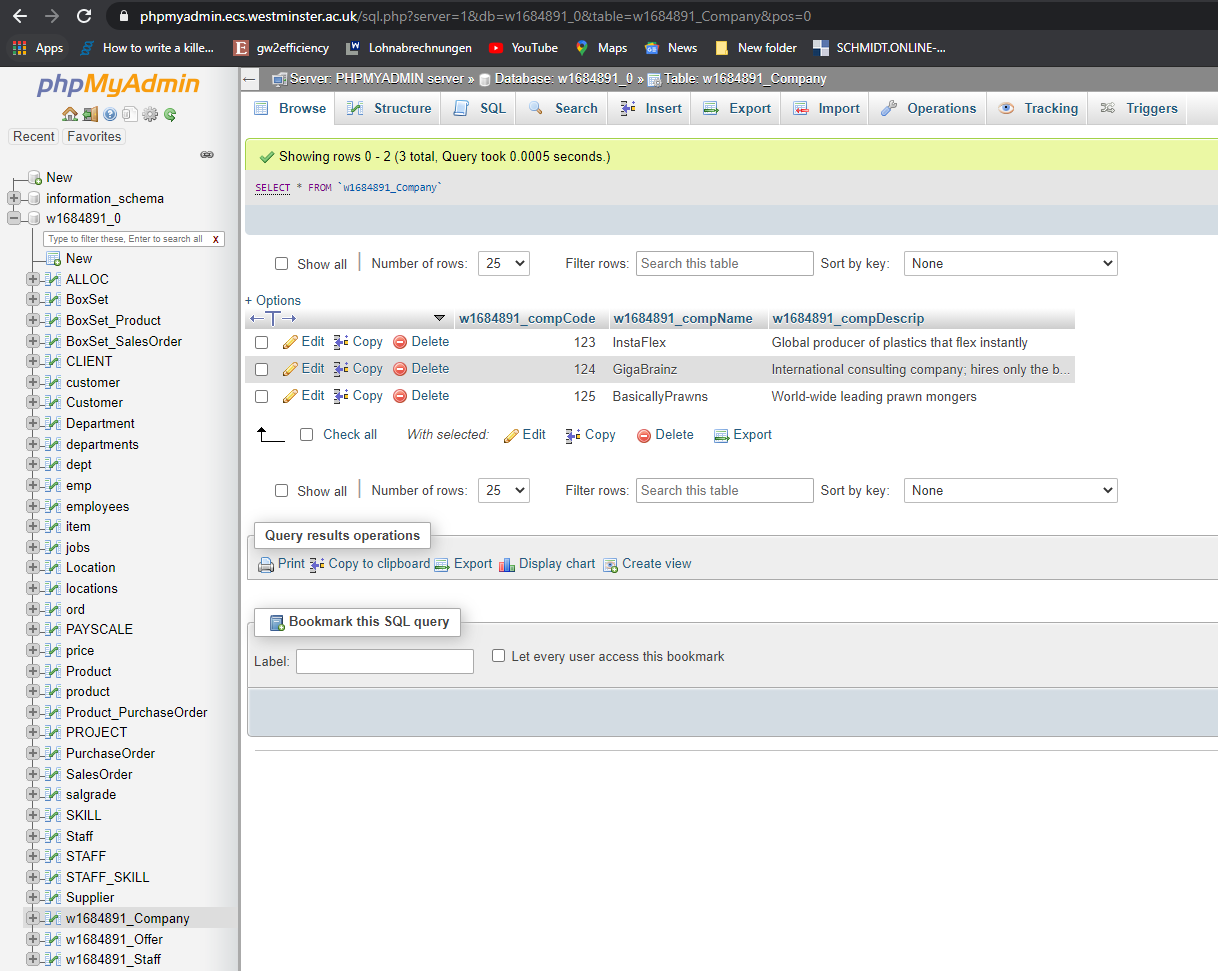 phpmyadmin.ecs.westminster.ac.uk/sql.php?server=1&db=w1684891_0&table=w1684891_Company&pos=0
Apps How to write a kille... E gw2efficiency W Lohnabrechnungen YouTube Maps News New folder SCHMIDT.ONLINE-...
phpMyAdmin
Recent Favorites
New
information_schema
w1684891_0
Type to filter these, Enter to search all X
New
ALLOC
BoxSet
BoxSet_Product
BoxSet_SalesOrder
CLIENT
customer
Customer
Department
departments
dept
emp
employees
item
jobs
Location
locations
ord
PAYSCALE
price
Product
product
Product_PurchaseOrder
PROJECT
PurchaseOrder
SalesOrder
salgrade
SKILL
Staff
STAFF
STAFF_SKILL
Supplier
w1684891_Company
w1684891_Offer
w1684891_Staff
Server: PHPMYADMIN server » Database: w1684891_0 » Table: w1684891_Company
Browse Structure SQL Search Insert Export Import Operations Tracking Triggers
Showing rows 0 - 2 (3 total, Query took 0.0005 seconds.)
SELECT * FROM `w1684891_Company`
Show all Number of rows: 25 Filter rows: Search this table Sort by key: None
+ Options
w1684891_compCode w1684891_compName w1684891_compDescrip
Edit Copy Delete 123 InstaFlex Global producer of plastics that flex instantly
Edit Copy Delete 124 GigaBrainz International consulting company; hires only the b...
Edit Copy Delete 125 BasicallyPrawns World-wide leading prawn mongers
Check all With selected: Edit Copy Delete Export
Show all Number of rows: 25 Filter rows: Search this table Sort by key: None
Query results operations
Print Copy to clipboard Export Display chart Create view
Bookmark this SQL query
Label: Let every user access this bookmark